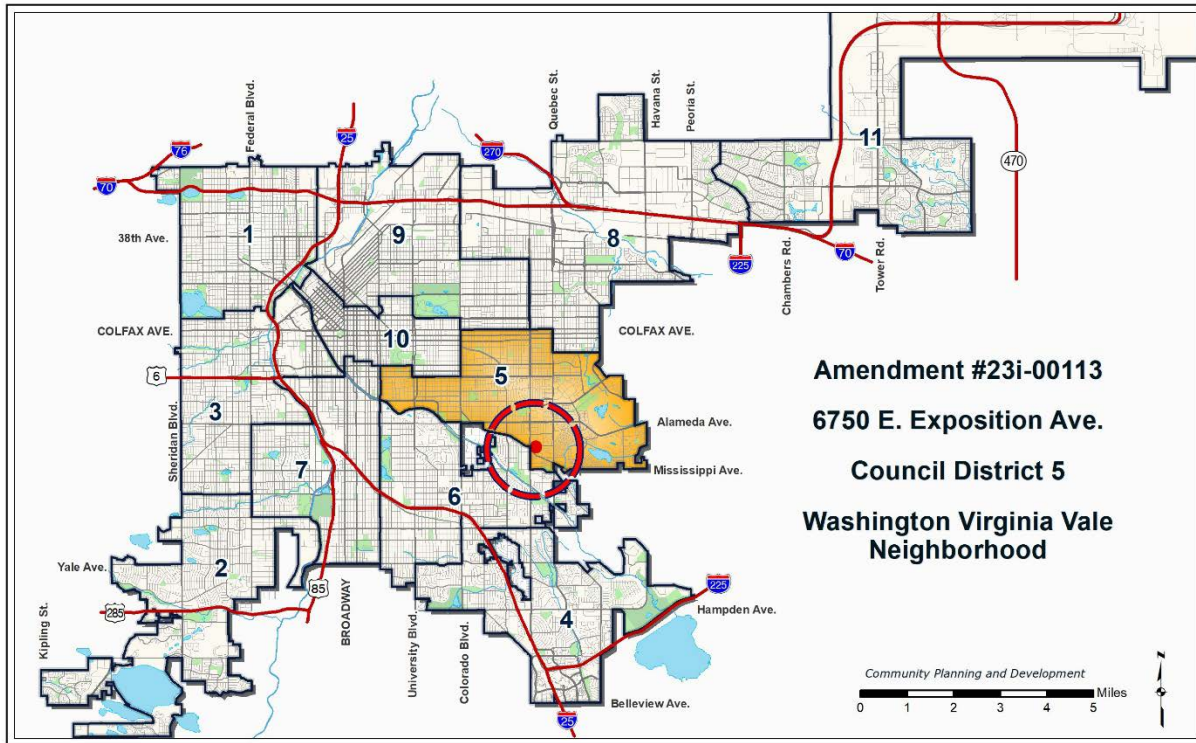 Federal Blvd.
Quebec St.
Havana St.
Peoria St.
76
25
270
70
11
470
1
9
8
38th Ave.
225
Chambers Rd.
70
Tower Rd.
COLFAX AVE.
10
COLFAX AVE.
6
5
3
Sheridan Blvd.
Alameda Ave.
7
Mississippi Ave.
6
Amendment #23i-00113
6750 E. Exposition Ave.
Council District 5
Washington Virginia Vale
Neighborhood
Yale Ave.
2
85
BROADWAY
University Blvd.
Colorado Blvd.
4
225
Hampden Ave.
285
Kipling St.
Belleview Ave.
25
Community Planning and Development
Miles
0 1 2 3 4 5
N